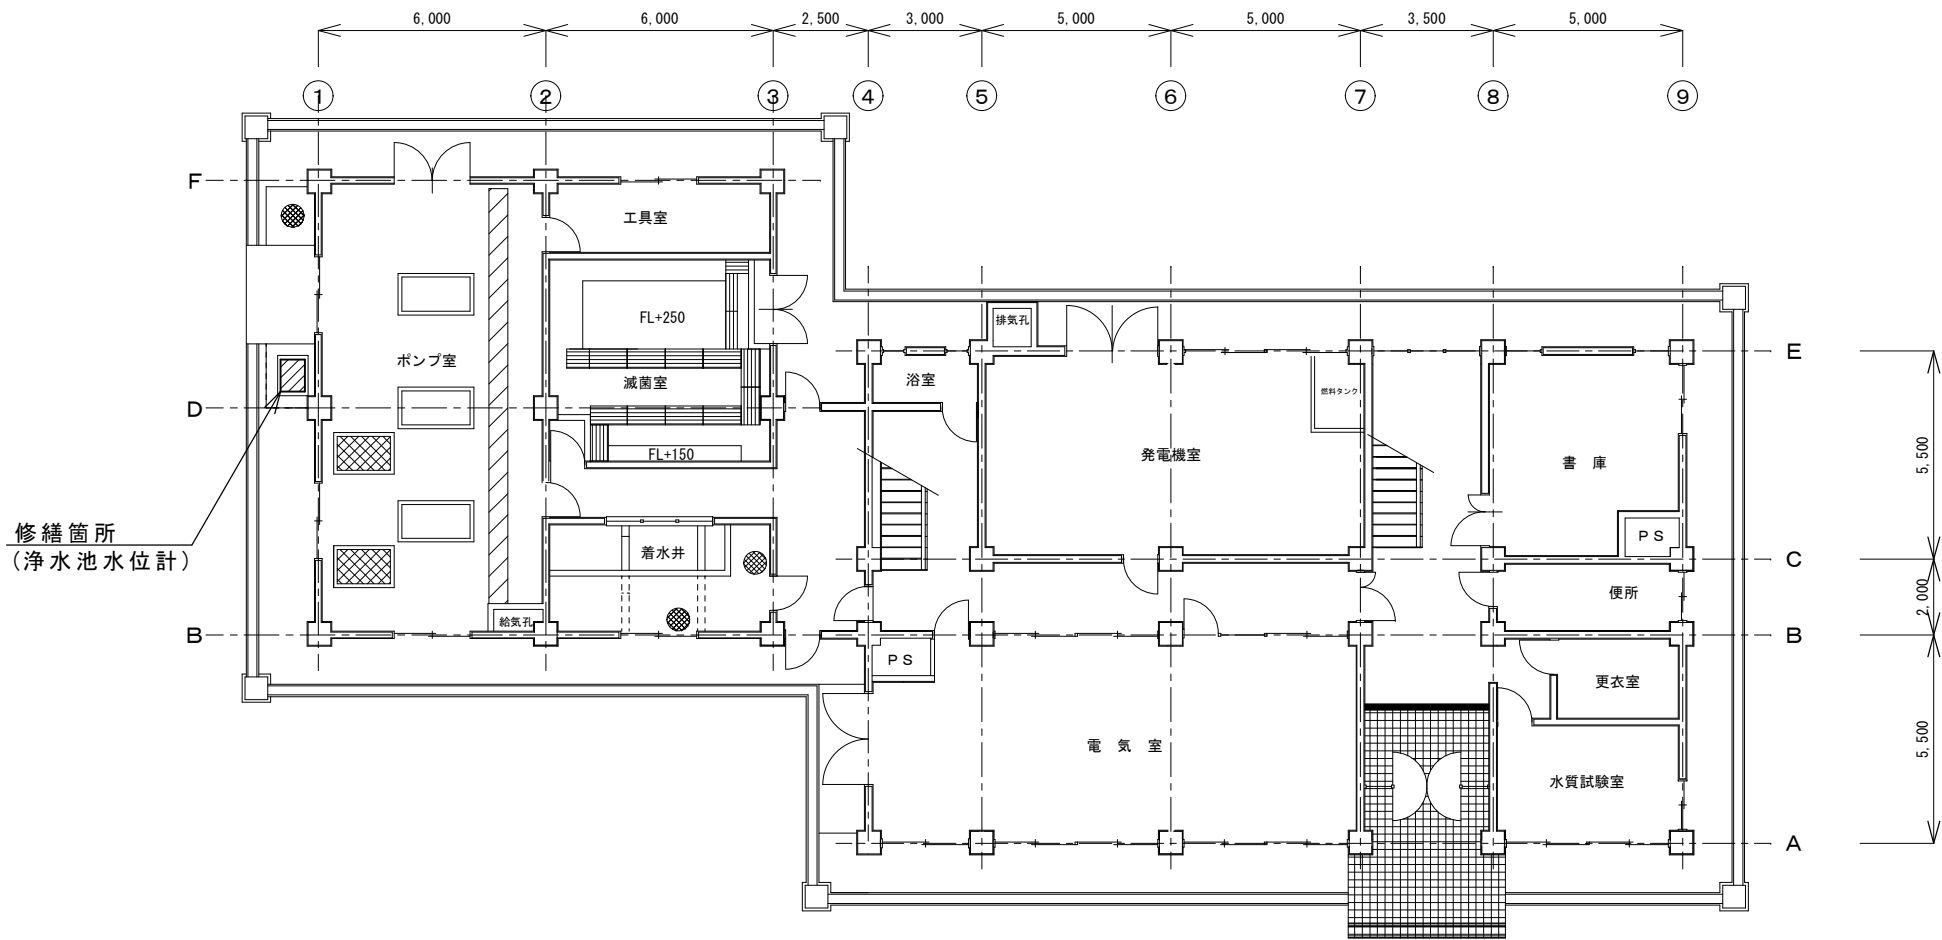 6,000
6,000
2,500
3,000
5,000
5,000
3,500
5,000
1
2
3
4
5
6
7
8
9
F
工具室
FL+250
排気孔
ポンプ室
滅菌室
浴室
燃料タンク
E
D
FL+150
発電機室
書 庫
5,500
修繕箇所
(浄水池水位計)
着水井
PS
C
便所
2,000
給気孔
B
B
PS
更衣室
電 気 室
水質試験室
5,500
A